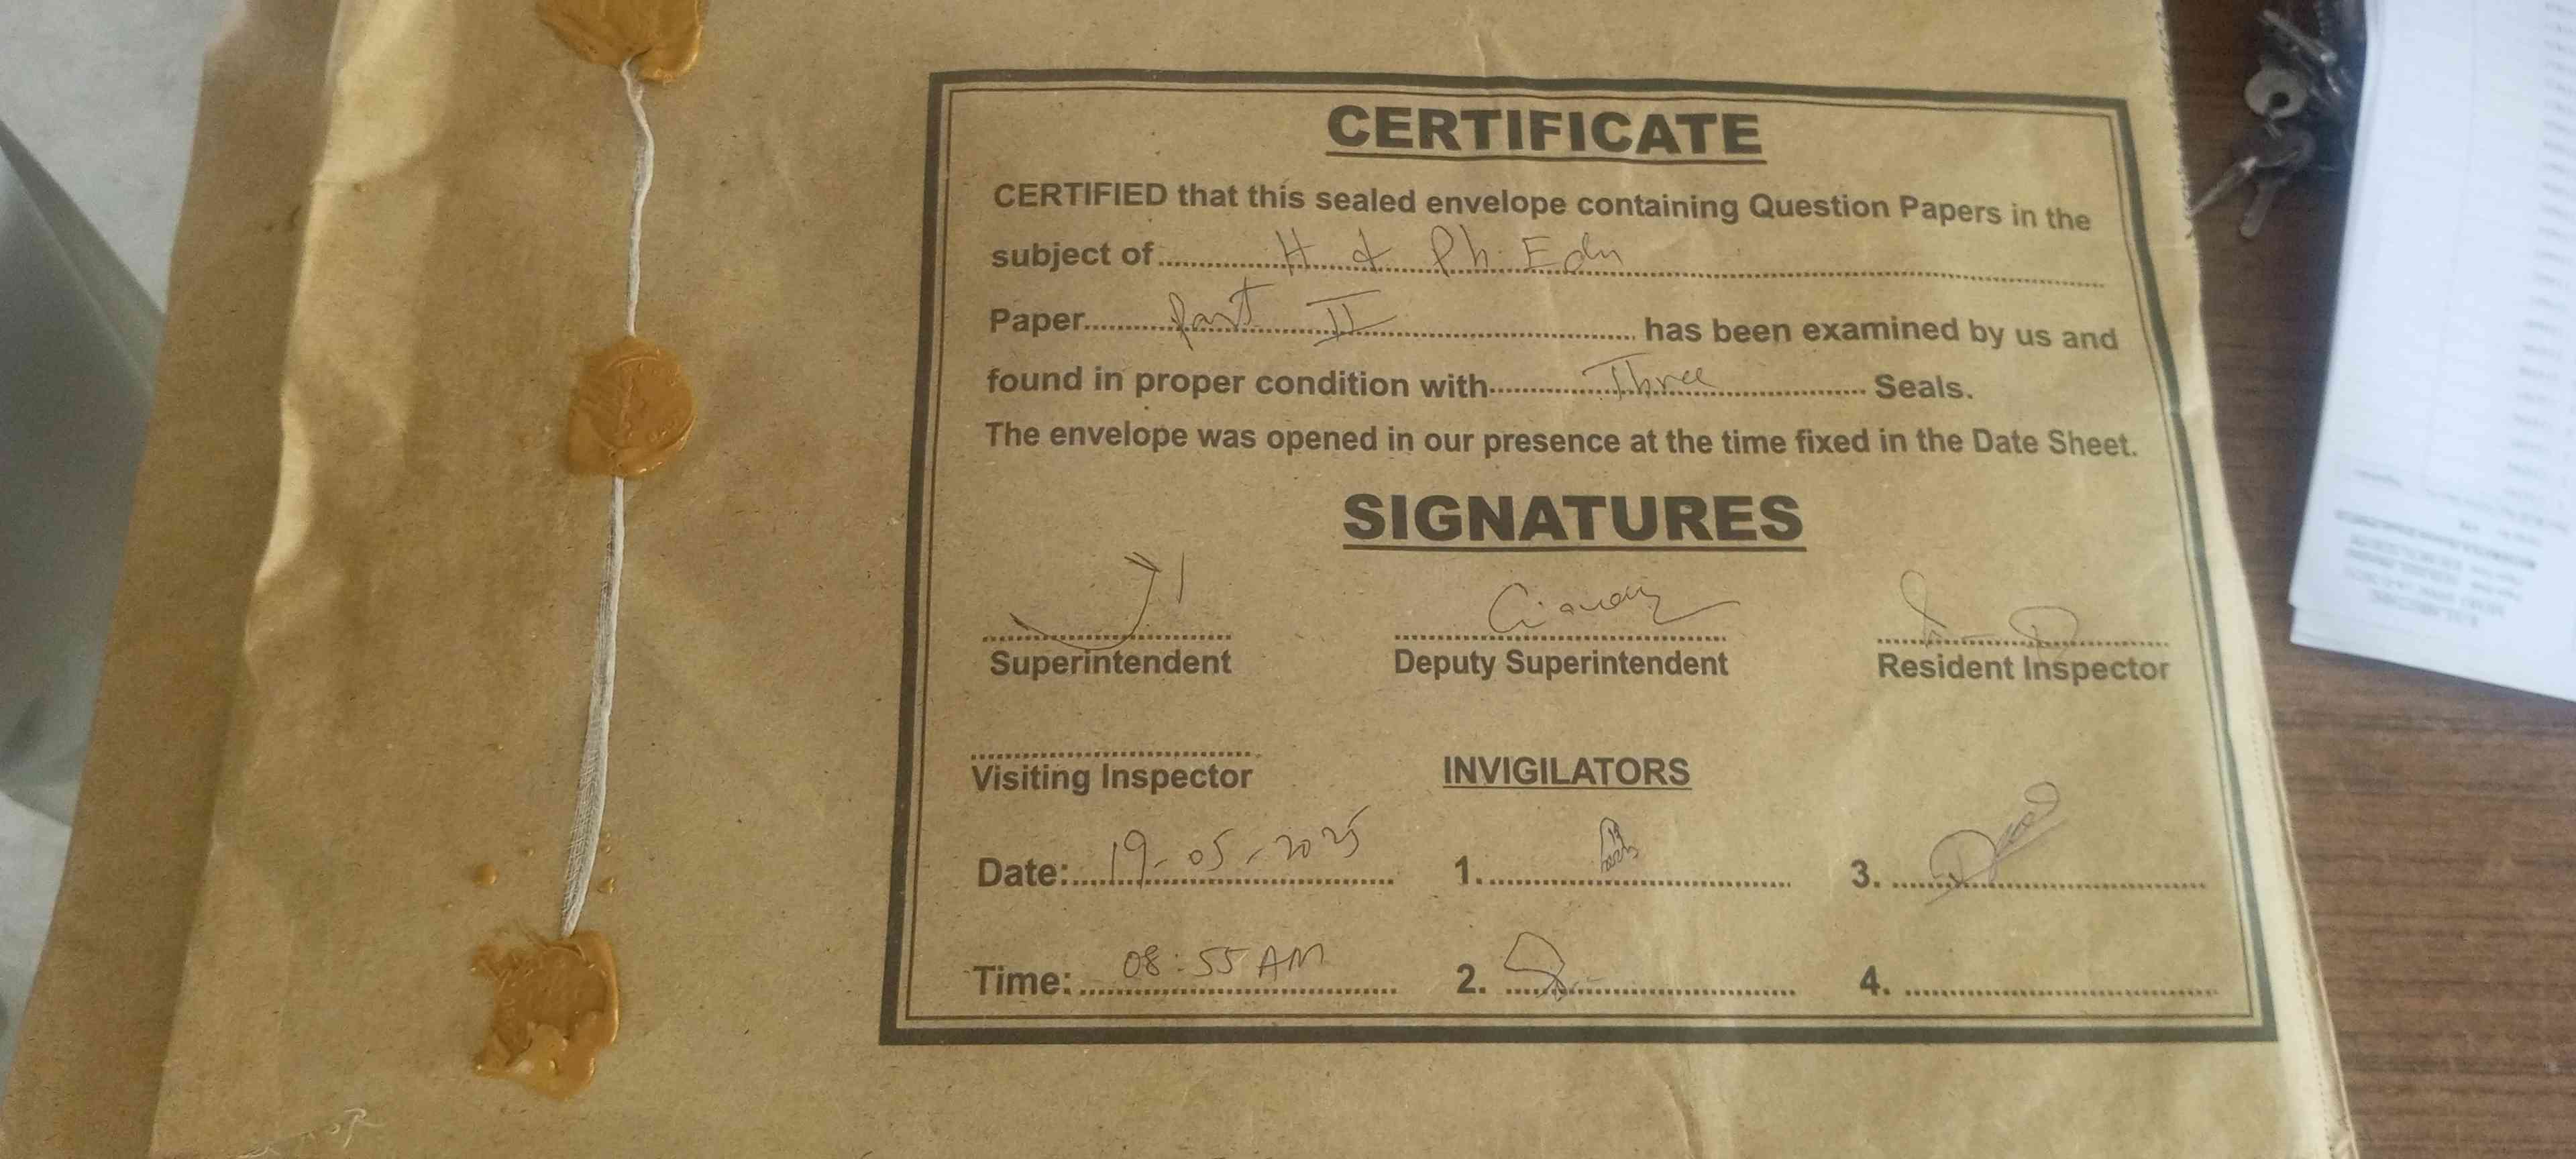 CERTIFICATE
CERTIFIED that this sealed envelope containing Question Papers in the
subject of H & Ph. Edu
Paper Part II has been examined by us and
found in proper condition with Three Seals.
The envelope was opened in our presence at the time fixed in the Date Sheet.
SIGNATURES
Superintendent Deputy Superintendent Resident Inspector
Visiting Inspector INVIGILATORS
Date: 19-05-2025 1. 3.
Time: 08:55 AM 2. 4.